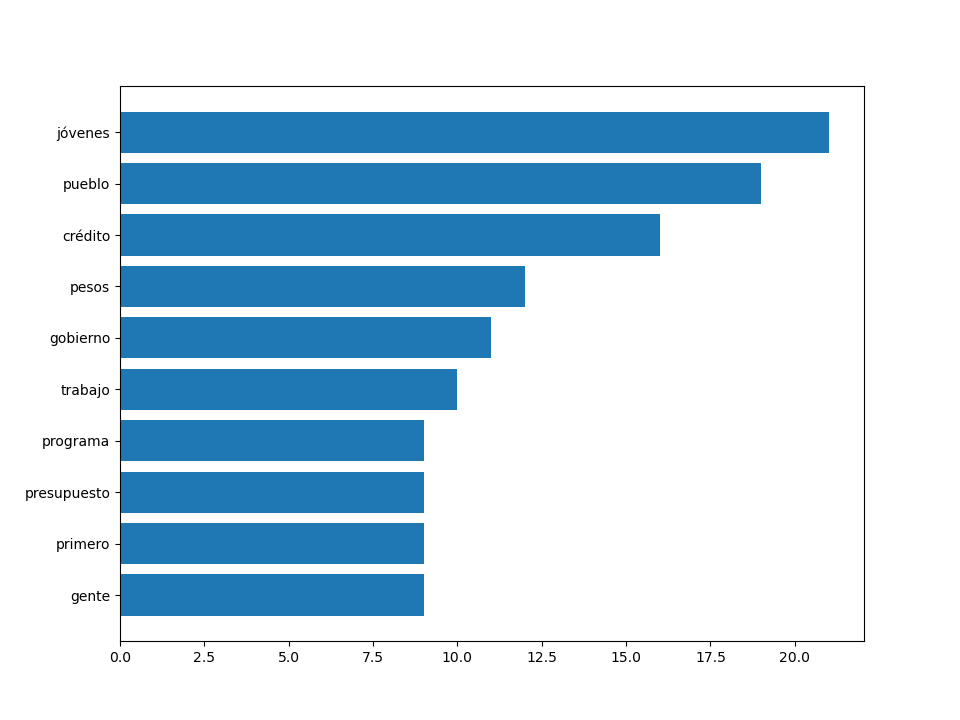 jóvenes
pueblo
crédito
pesos
gobierno
trabajo
programa
presupuesto
primero
gente
0.0 2.5 5.0 7.5 10.0 12.5 15.0 17.5 20.0